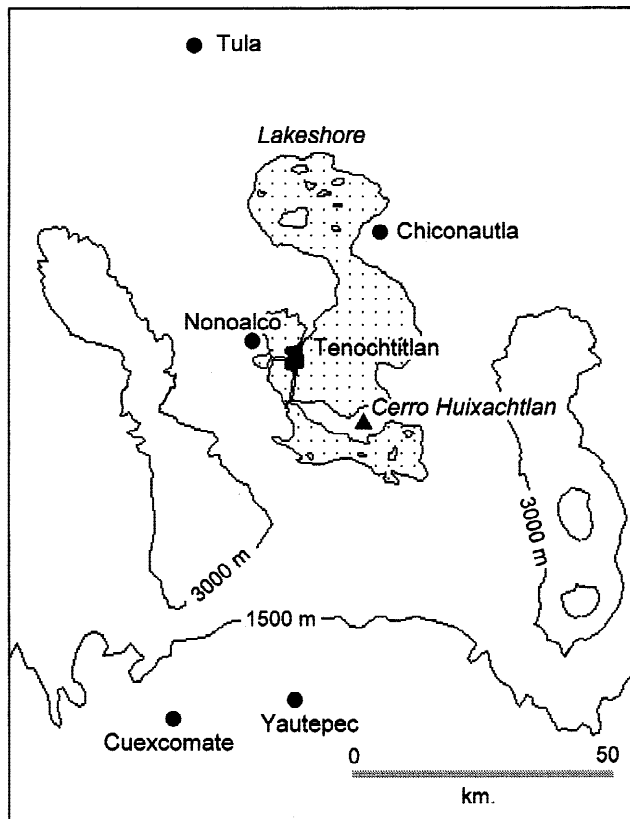 Tula
Lakeshore
Chiconautla
Nonoalco
Tenochtitlan
Cerro Huixachtlan
3000 m
3000 m
1500 m
Cuexcomate
Yautepec
0 50
km.